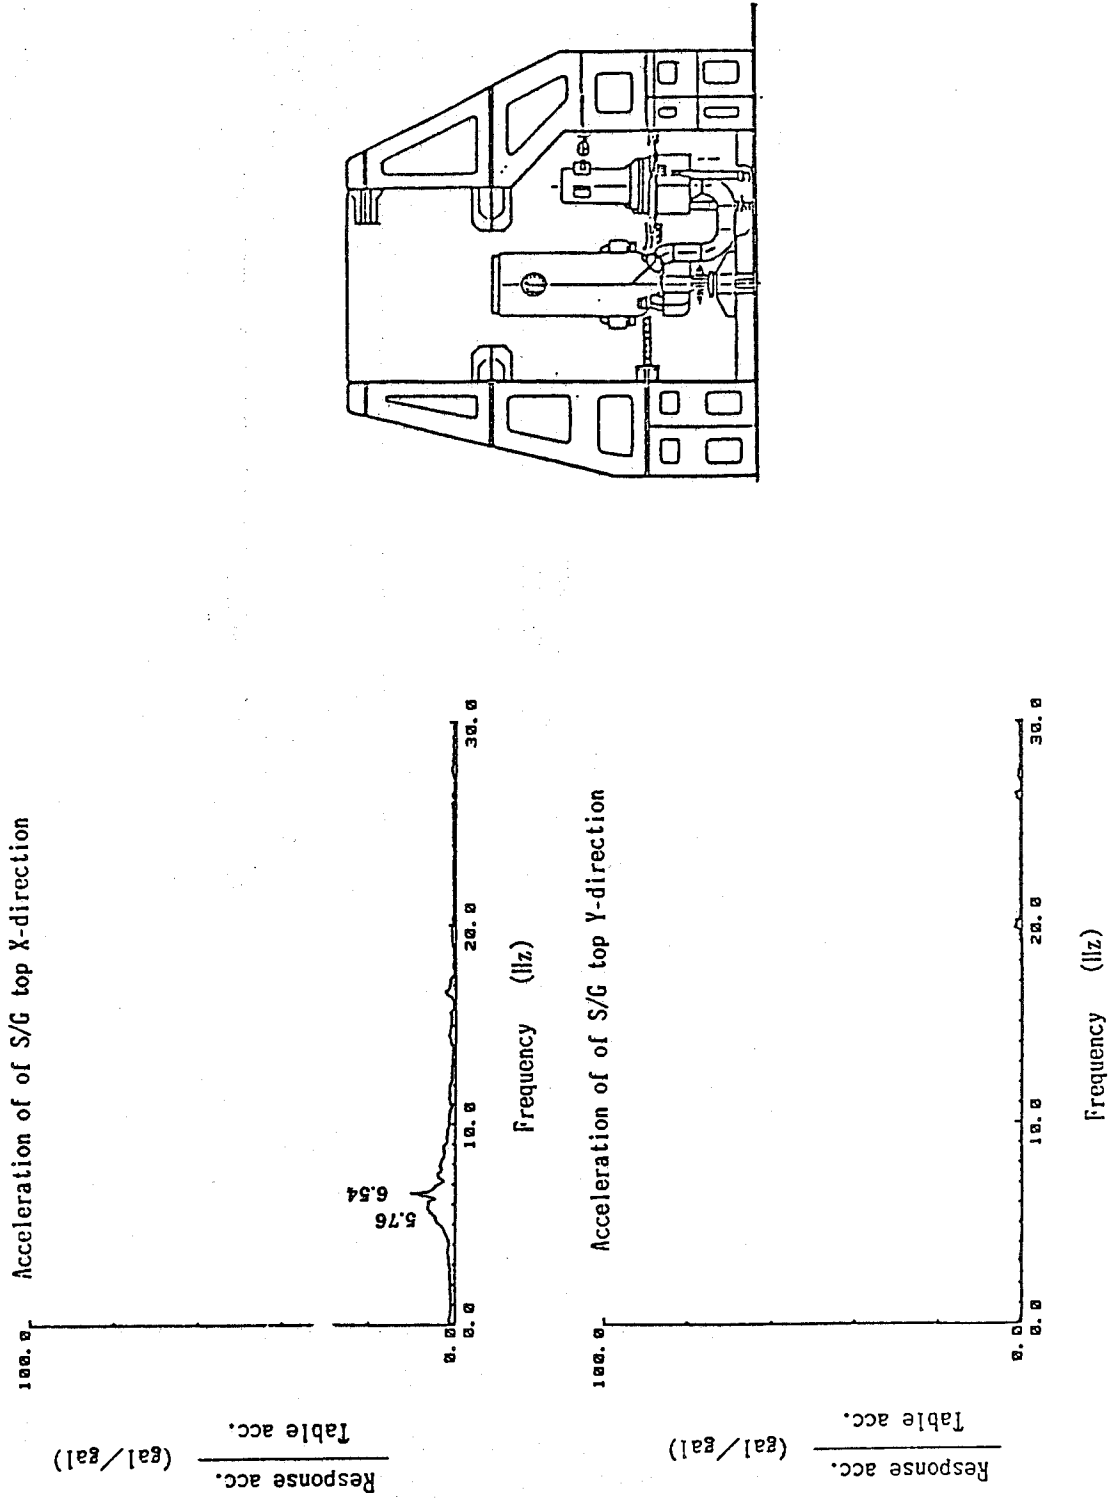 Acceleration of of S/G top X-direction
100.0
Response acc.
Table acc.
(gal/gal)
5.76
6.54
0.0
0.0
10.0
20.0
30.0
Frequency (Hz)
Acceleration of of S/G top Y-direction
100.0
Response acc.
Table acc.
(gal/gal)
0.0
0.0
10.0
20.0
30.0
Frequency (Hz)